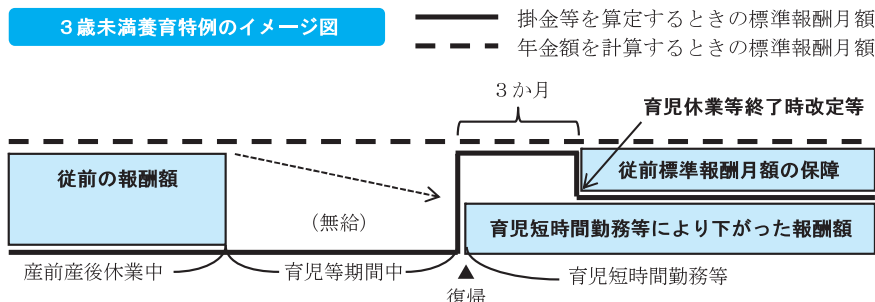 ３歳未満養育特例のイメージ図
掛金等を算定するときの標準報酬月額
年金額を計算するときの標準報酬月額
３か月
育児休業等終了時改定等
従前の報酬額
従前標準報酬月額の保障
（無給）
育児短時間勤務等により下がった報酬額
産前産後休業中
育児等期間中
育児短時間勤務等
復帰